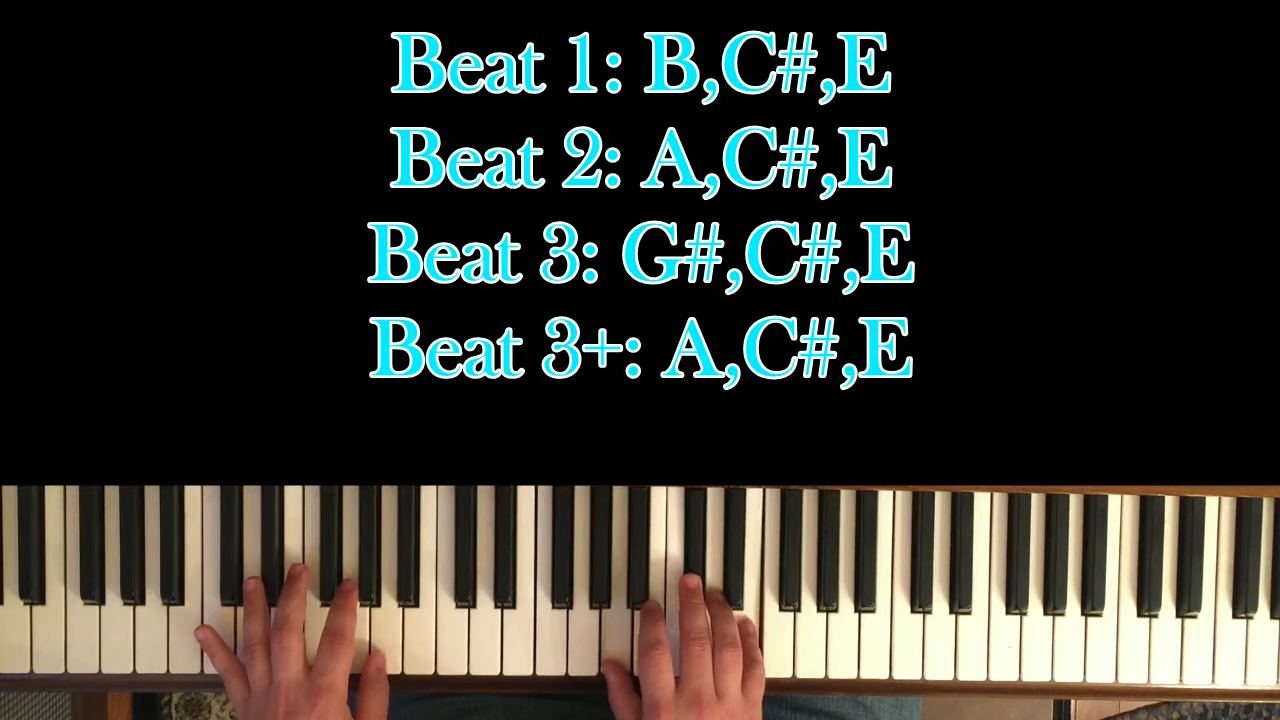 Beat 1: B,C#,E
Beat 2: A,C#,E
Beat 3: G#,C#,E
Beat 3+: A,C#,E